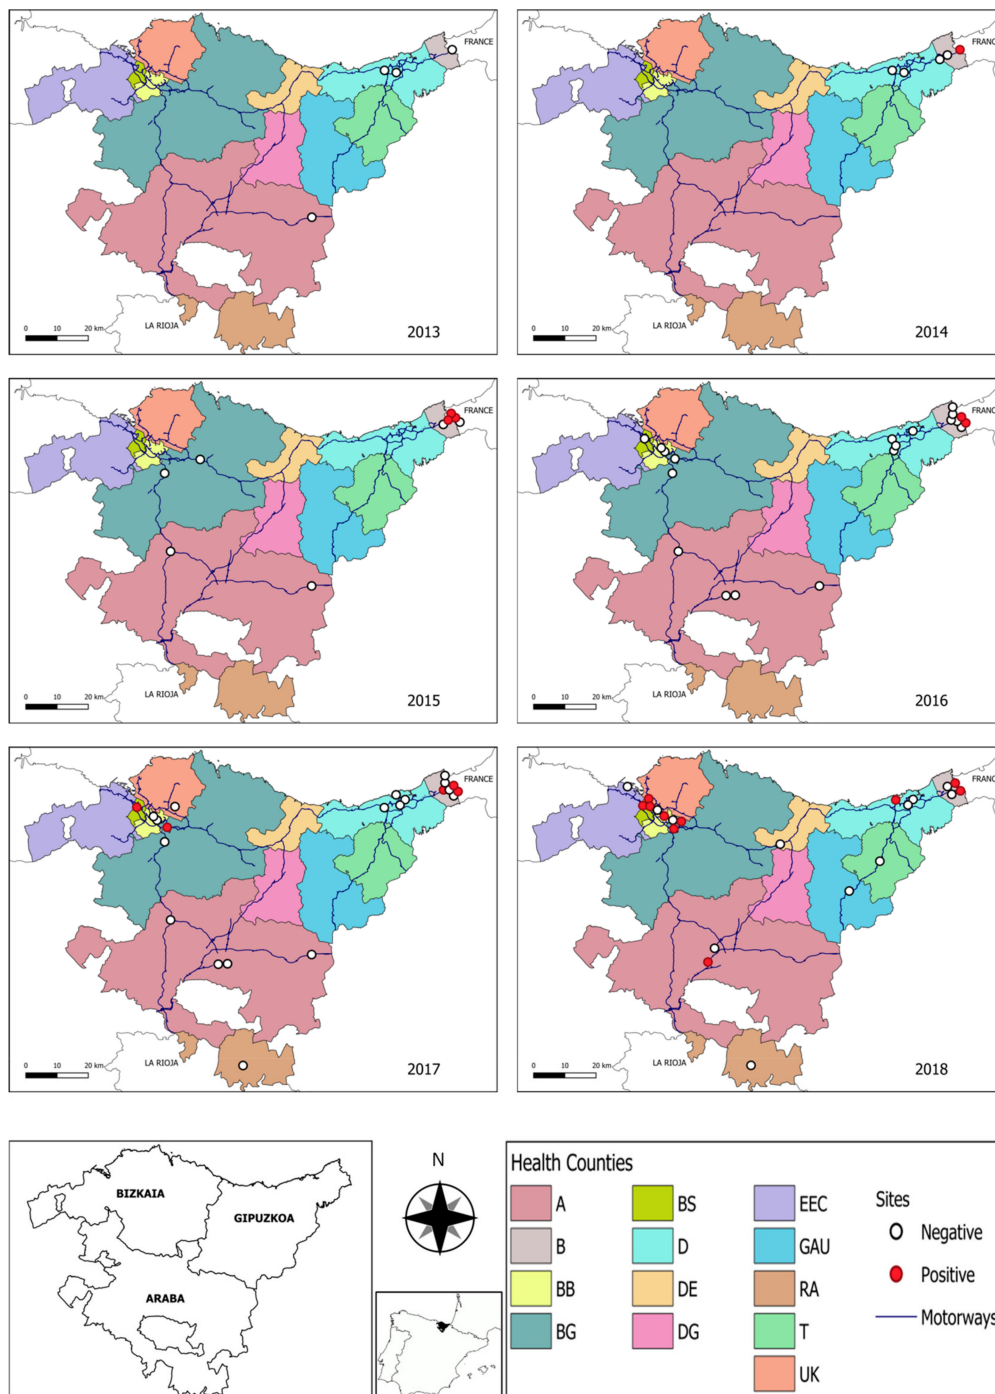 FRANCE
LA RIOJA
0 10 20 km
2013
FRANCE
LA RIOJA
0 10 20 km
2014
FRANCE
LA RIOJA
0 10 20 km
2015
FRANCE
LA RIOJA
0 10 20 km
2016
FRANCE
LA RIOJA
0 10 20 km
2017
FRANCE
LA RIOJA
0 10 20 km
2018
BIZKAIA
GIPUZKOA
ARABA
N
Health Counties
A
B
BB
BG
BS
D
DE
DG
EEC
GAU
RA
T
UK
Sites
Negative
Positive
Motorways